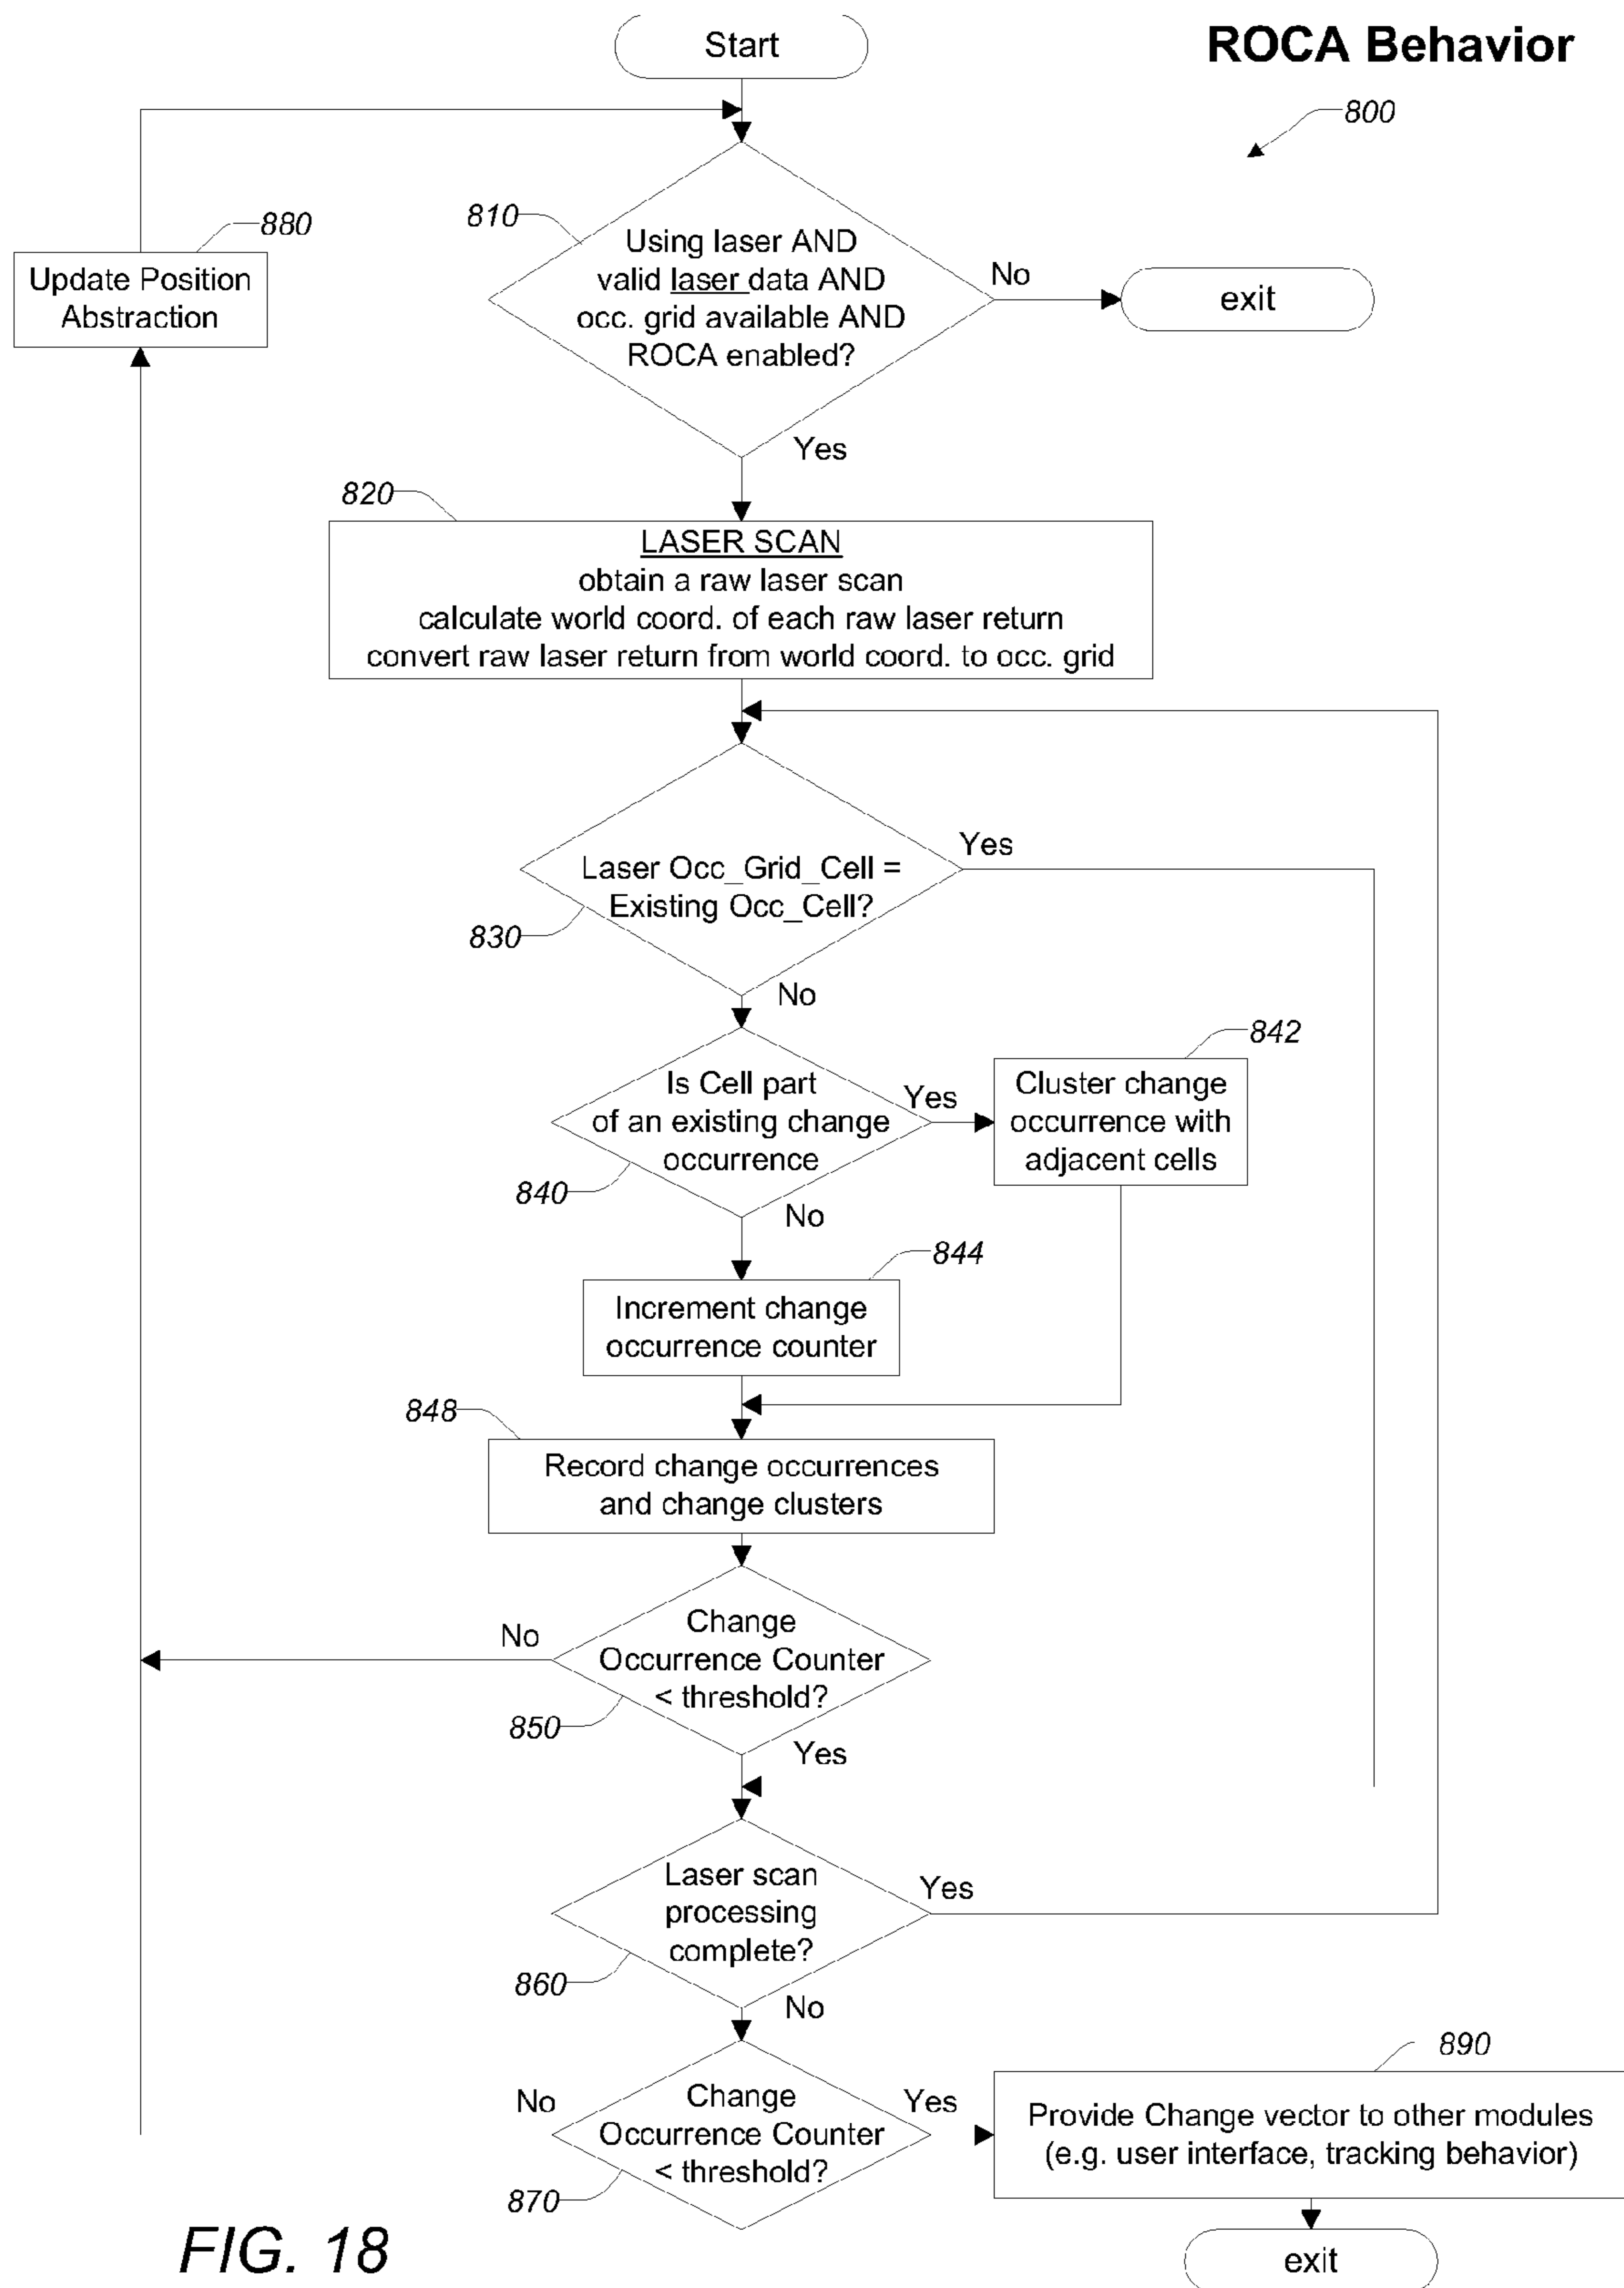 Start
ROCA Behavior
800
880
Update Position
Abstraction
810
Using laser AND
valid laser data AND
occ. grid available AND
ROCA enabled?
No
exit
Yes
820
LASER SCAN
obtain a raw laser scan
calculate world coord. of each raw laser return
convert raw laser return from world coord. to occ. grid
Laser Occ_Grid_Cell =
Existing Occ_Cell?
Yes
830
No
Is Cell part
of an existing change
occurrence
Yes
842
Cluster change
occurrence with
adjacent cells
840
No
844
Increment change
occurrence counter
848
Record change occurrences
and change clusters
No
Change
Occurrence Counter
< threshold?
850
Yes
Laser scan
processing
complete?
Yes
860
No
No
Change
Occurrence Counter
< threshold?
Yes
870
890
Provide Change vector to other modules
(e.g. user interface, tracking behavior)
exit
FIG. 18